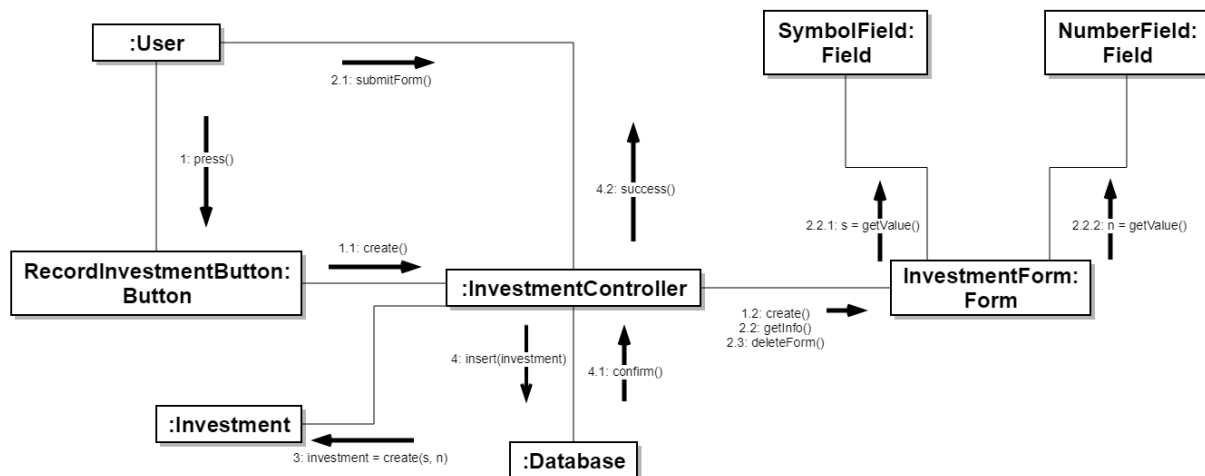 :User
SymbolField:
Field
NumberField:
Field
2.1: submitForm()
1: press()
4.2: success()
2.2.1: s = getValue()
2.2.2: n = getValue()
RecordInvestmentButton:
Button
1.1: create()
:InvestmentController
InvestmentForm:
Form
1.2: create()
2.2: getInfo()
2.3: deleteForm()
4: insert(investment)
4.1: confirm()
:Investment
3: investment = create(s, n)
:Database